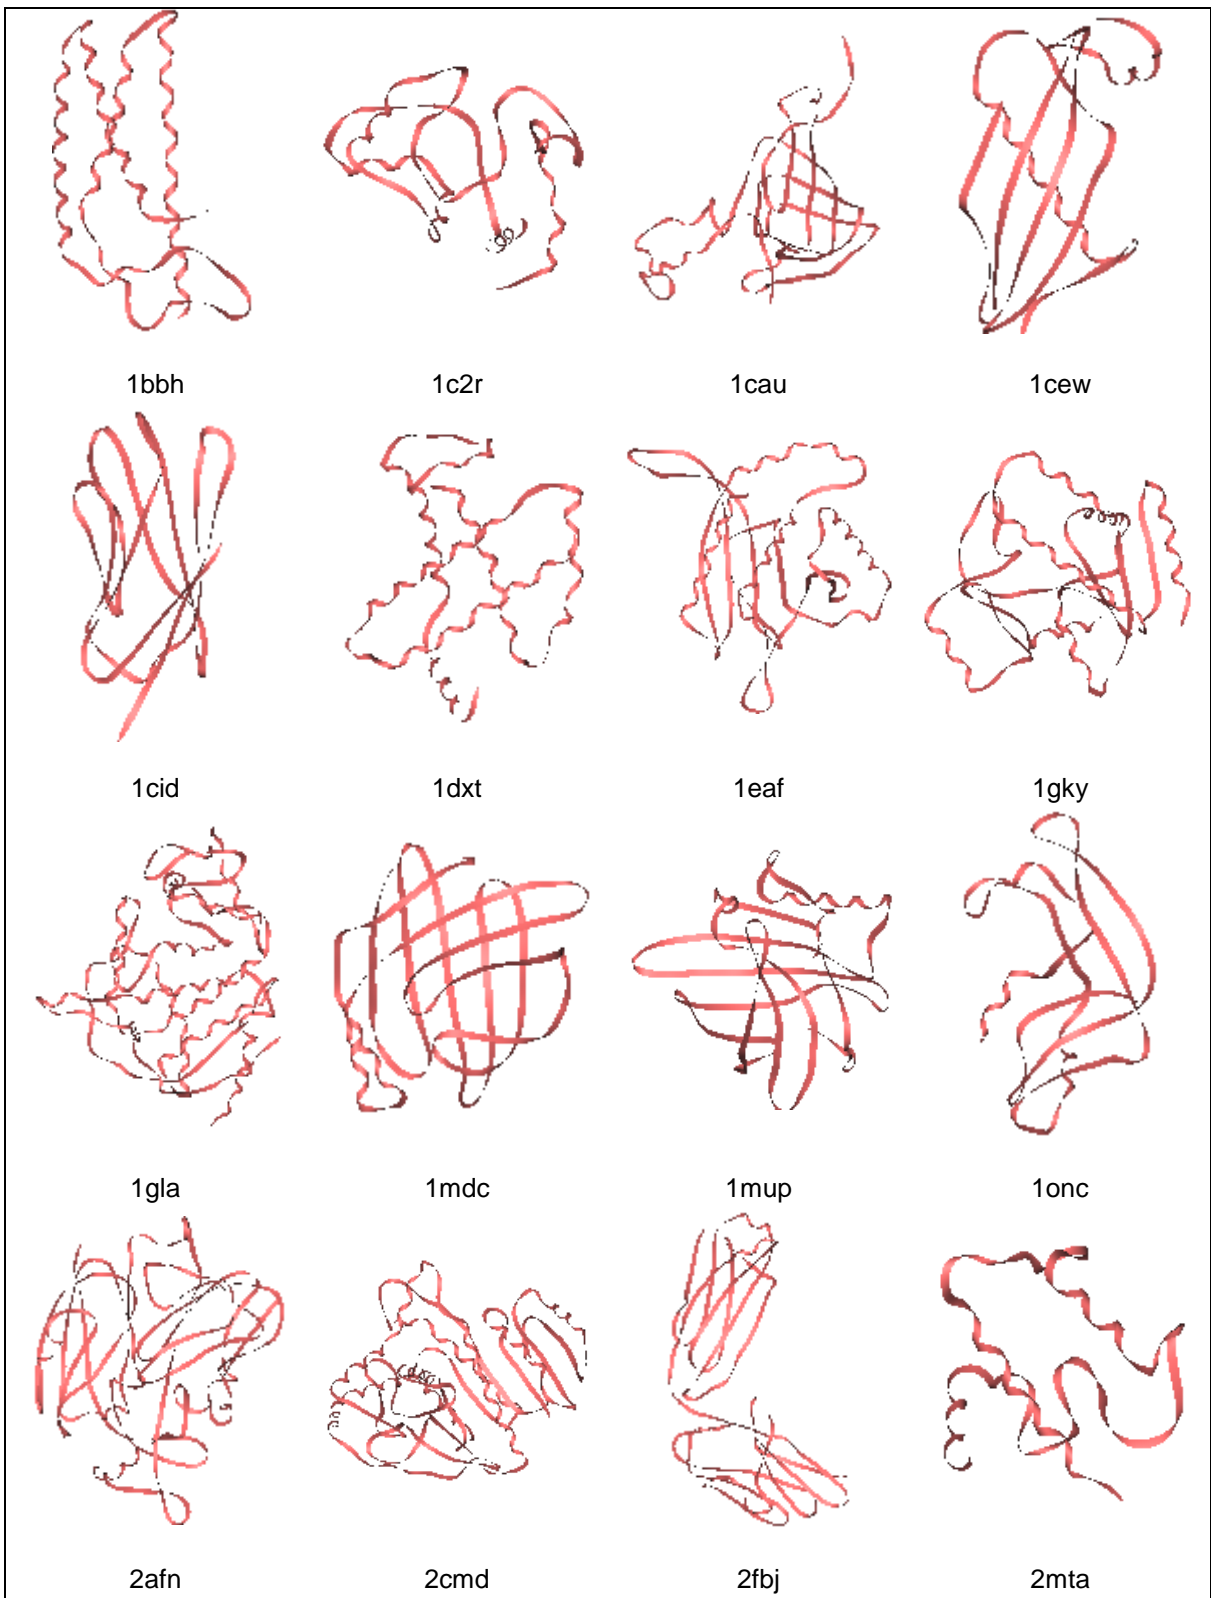 1bbh 1c2r 1cau 1cew
1cid 1dxt 1eaf 1gky
1gla 1mdc 1mup 1onc
2afn 2cmd 2fbj 2mta